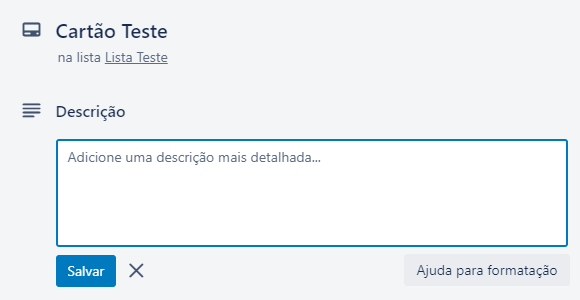 Cartão Teste
na lista Lista Teste
Descrição
Adicione uma descrição mais detalhada...
Salvar
Ajuda para formatação